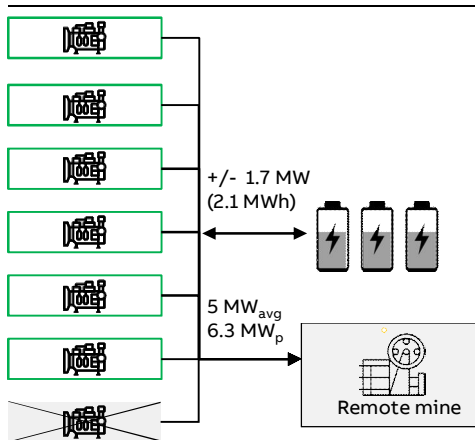 +/- 1.7 MW
(2.1 MWh)
5 MWavg
6.3 MWp
Remote mine